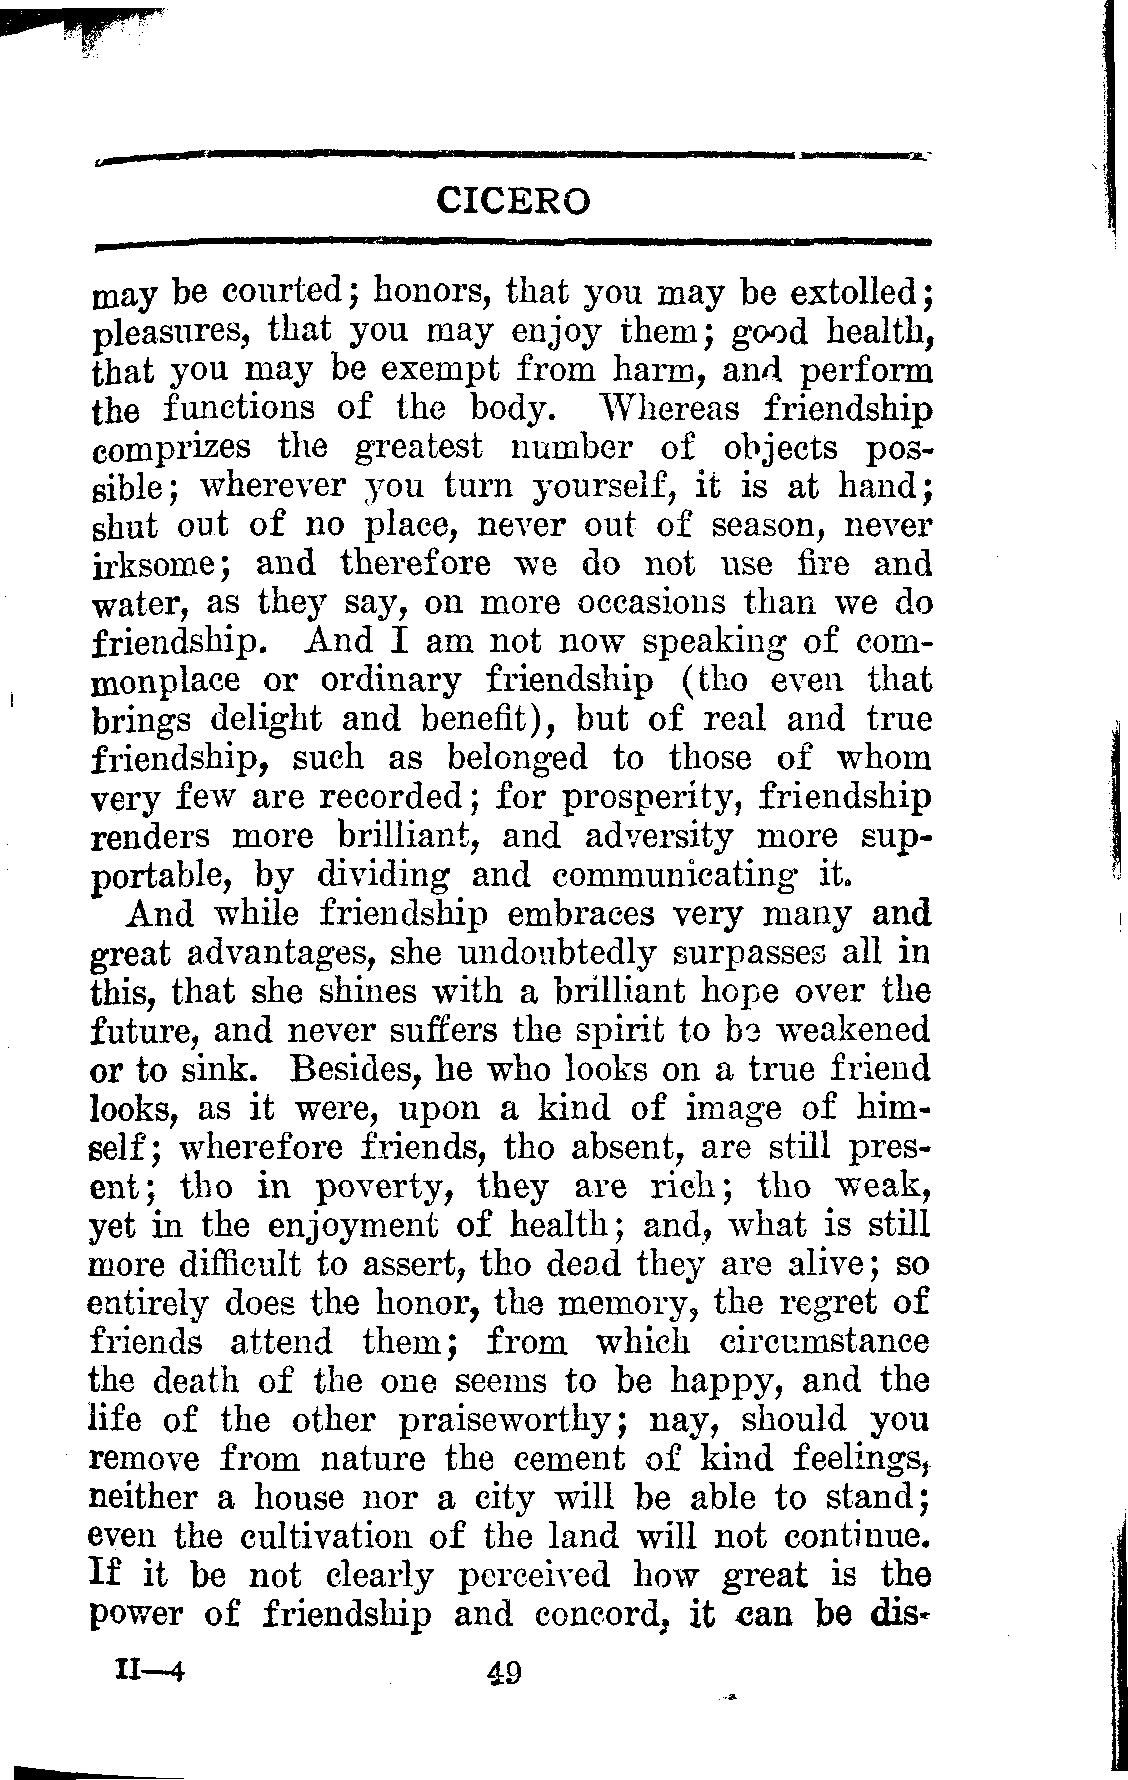 CICERO
may be courted; honors, that you may be extolled;
pleasures, that you may enjoy them; good health,
that you may be exempt from harm, and perform
the functions of the body. Whereas friendship
comprizes the greatest number of objects pos-
sible; wherever you turn yourself, it is at hand;
shut out of no place, never out of season, never
irksome; and therefore we do not use fire and
water, as they say, on more occasions than we do
friendship. And I am not now speaking of com-
monplace or ordinary friendship (tho even that
brings delight and benefit), but of real and true
friendship, such as belonged to those of whom
very few are recorded; for prosperity, friendship
renders more brilliant, and adversity more sup-
portable, by dividing and communicating it.
And while friendship embraces very many and
great advantages, she undoubtedly surpasses all in
this, that she shines with a brilliant hope over the
future, and never suffers the spirit to be weakened
or to sink. Besides, he who looks on a true friend
looks, as it were, upon a kind of image of him-
self; wherefore friends, tho absent, are still pres-
ent; tho in poverty, they are rich; tho weak,
yet in the enjoyment of health; and, what is still
more difficult to assert, tho dead they are alive; so
entirely does the honor, the memory, the regret of
friends attend them; from which circumstance
the death of the one seems to be happy, and the
life of the other praiseworthy; nay, should you
remove from nature the cement of kind feelings,
neither a house nor a city will be able to stand;
even the cultivation of the land will not continue.
If it be not clearly perceived how great is the
power of friendship and concord, it can be dis-
II—4 49